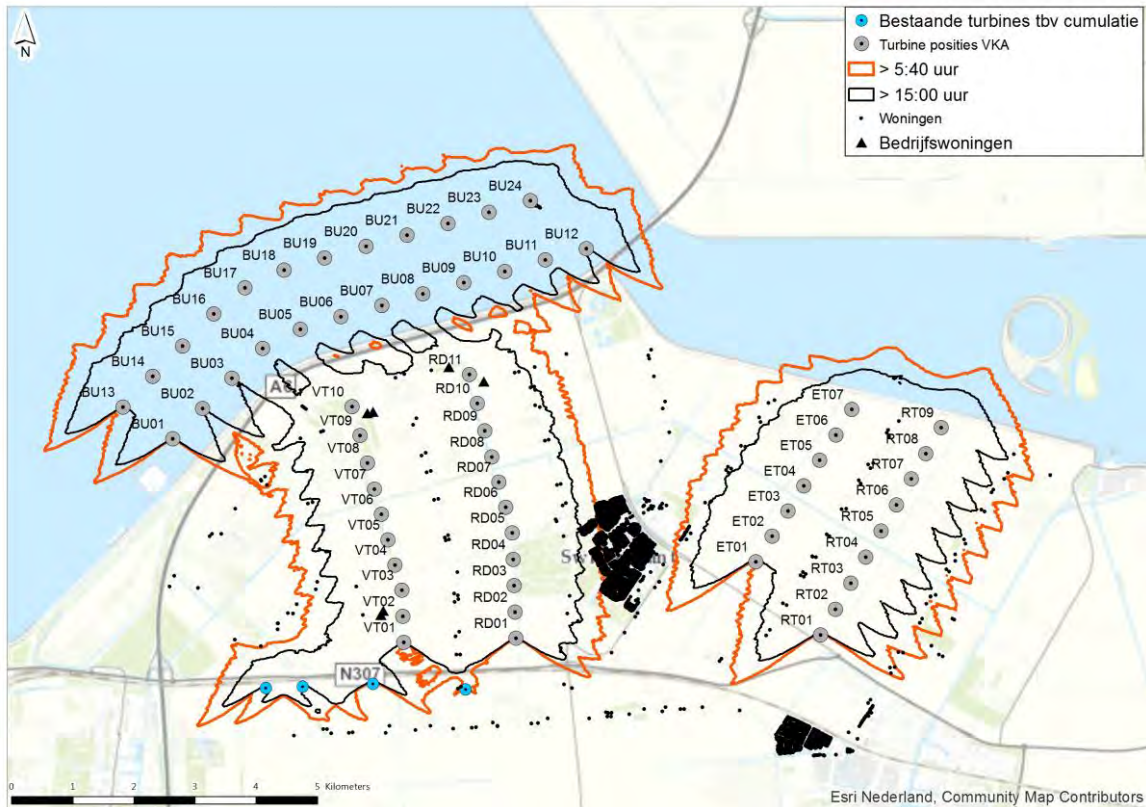 N
Bestaande turbines tbv cumulatie
Turbine posities VKA
> 5:40 uur
> 15:00 uur
Woningen
Bedrijfswoningen
BU24
BU23
BU22
BU21
BU20
BU19
BU18
BU17
BU16
BU15
BU14
BU13
BU12
BU11
BU10
BU09
BU08
BU07
BU06
BU05
BU04
BU03
BU02
BU01
A6
RD11
RD10
RD09
RD08
RD07
RD06
RD05
RD04
RD03
RD02
RD01
VT10
VT09
VT08
VT07
VT06
VT05
VT04
VT03
VT02
VT01
ET07
ET06
ET05
ET04
ET03
ET02
ET01
RT09
RT08
RT07
RT06
RT05
RT04
RT03
RT02
RT01
N307
0 1 2 3 4 5 Kilometers
Esri Nederland, Community Map Contributors